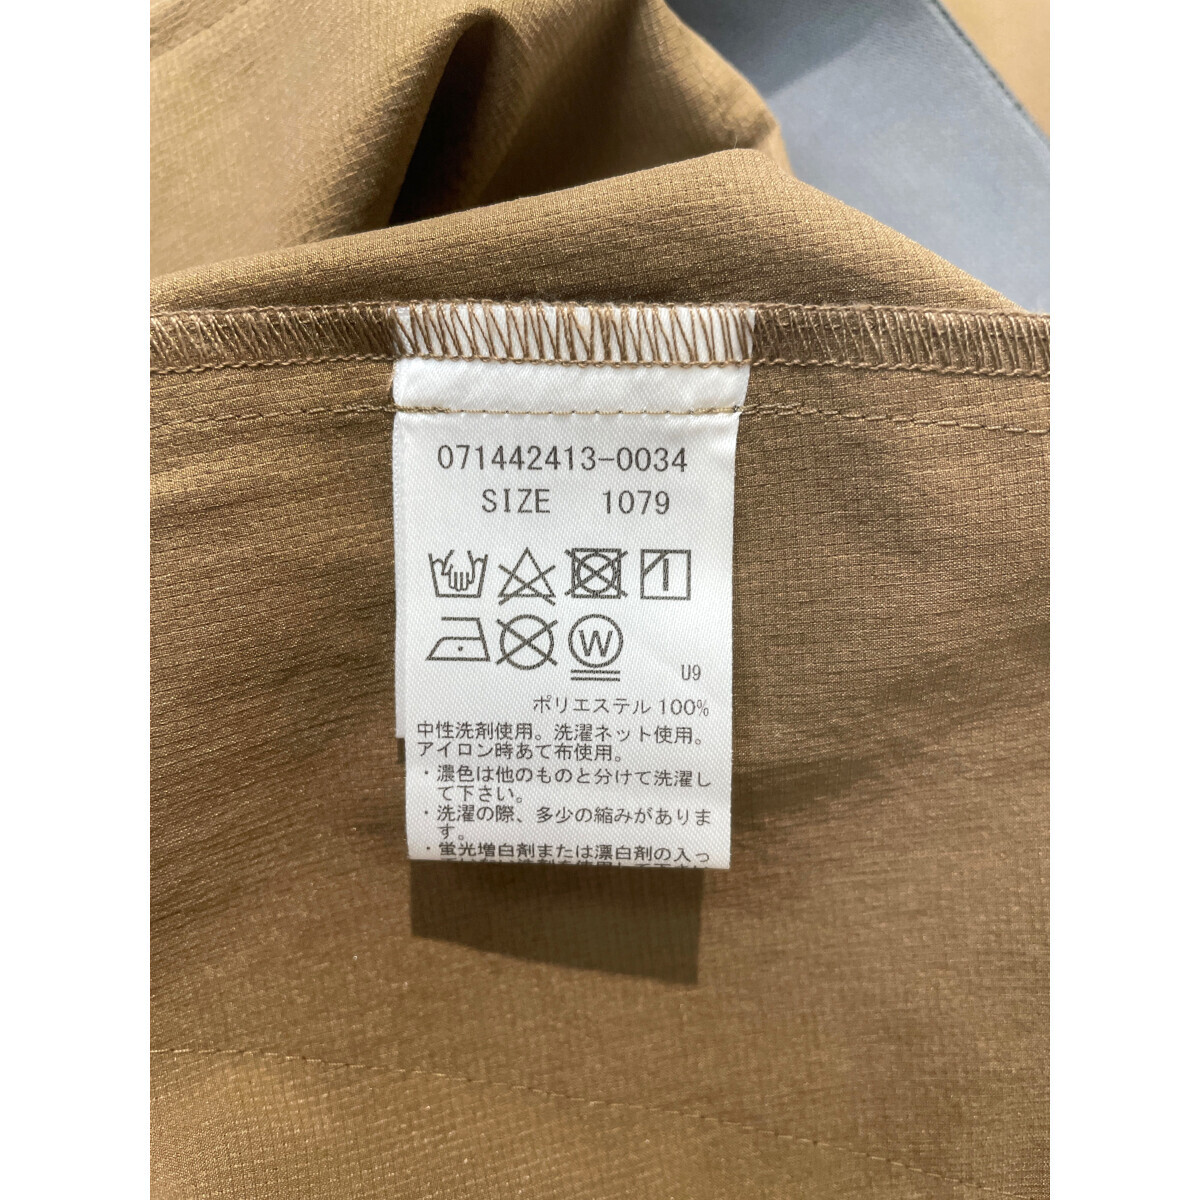 071442413-0034
SIZE 1079
W
U9
ポリエステル 100%
中性洗剤使用。洗濯ネット使用。
アイロン時あて布使用。
・濃色は他のものと分けて洗濯し
て下さい。
・洗濯の際、多少の縮みがありま
す。
・蛍光増白剤または漂白剤の入っ